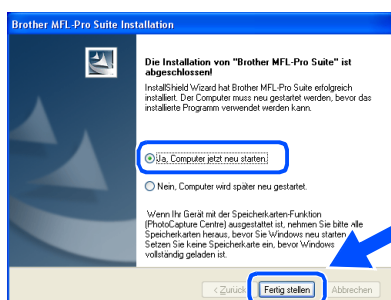 Brother MFL-Pro Suite Installation
Die Installation von "Brother MFL-Pro Suite" ist
abgeschlossen!
InstallShield Wizard hat Brother MFL-Pro Suite erfolgreich
installiert. Der Computer muss neu gestartet werden, bevor das
installierte Programm verwendet werden kann.
Ja, Computer jetzt neu starten.
Nein, Computer wird später neu gestartet.
Wenn Ihr Gerät mit der Speicherkarten-Funktion
(PhotoCapture Centre) ausgestattet ist, nehmen Sie bitte alle
Speicherkarten heraus, bevor Sie Windows neu starten.
Setzen Sie keine Speicherkarte ein, bevor Windows
vollständig geladen ist.
< Zurück Fertig stellen Abbrechen